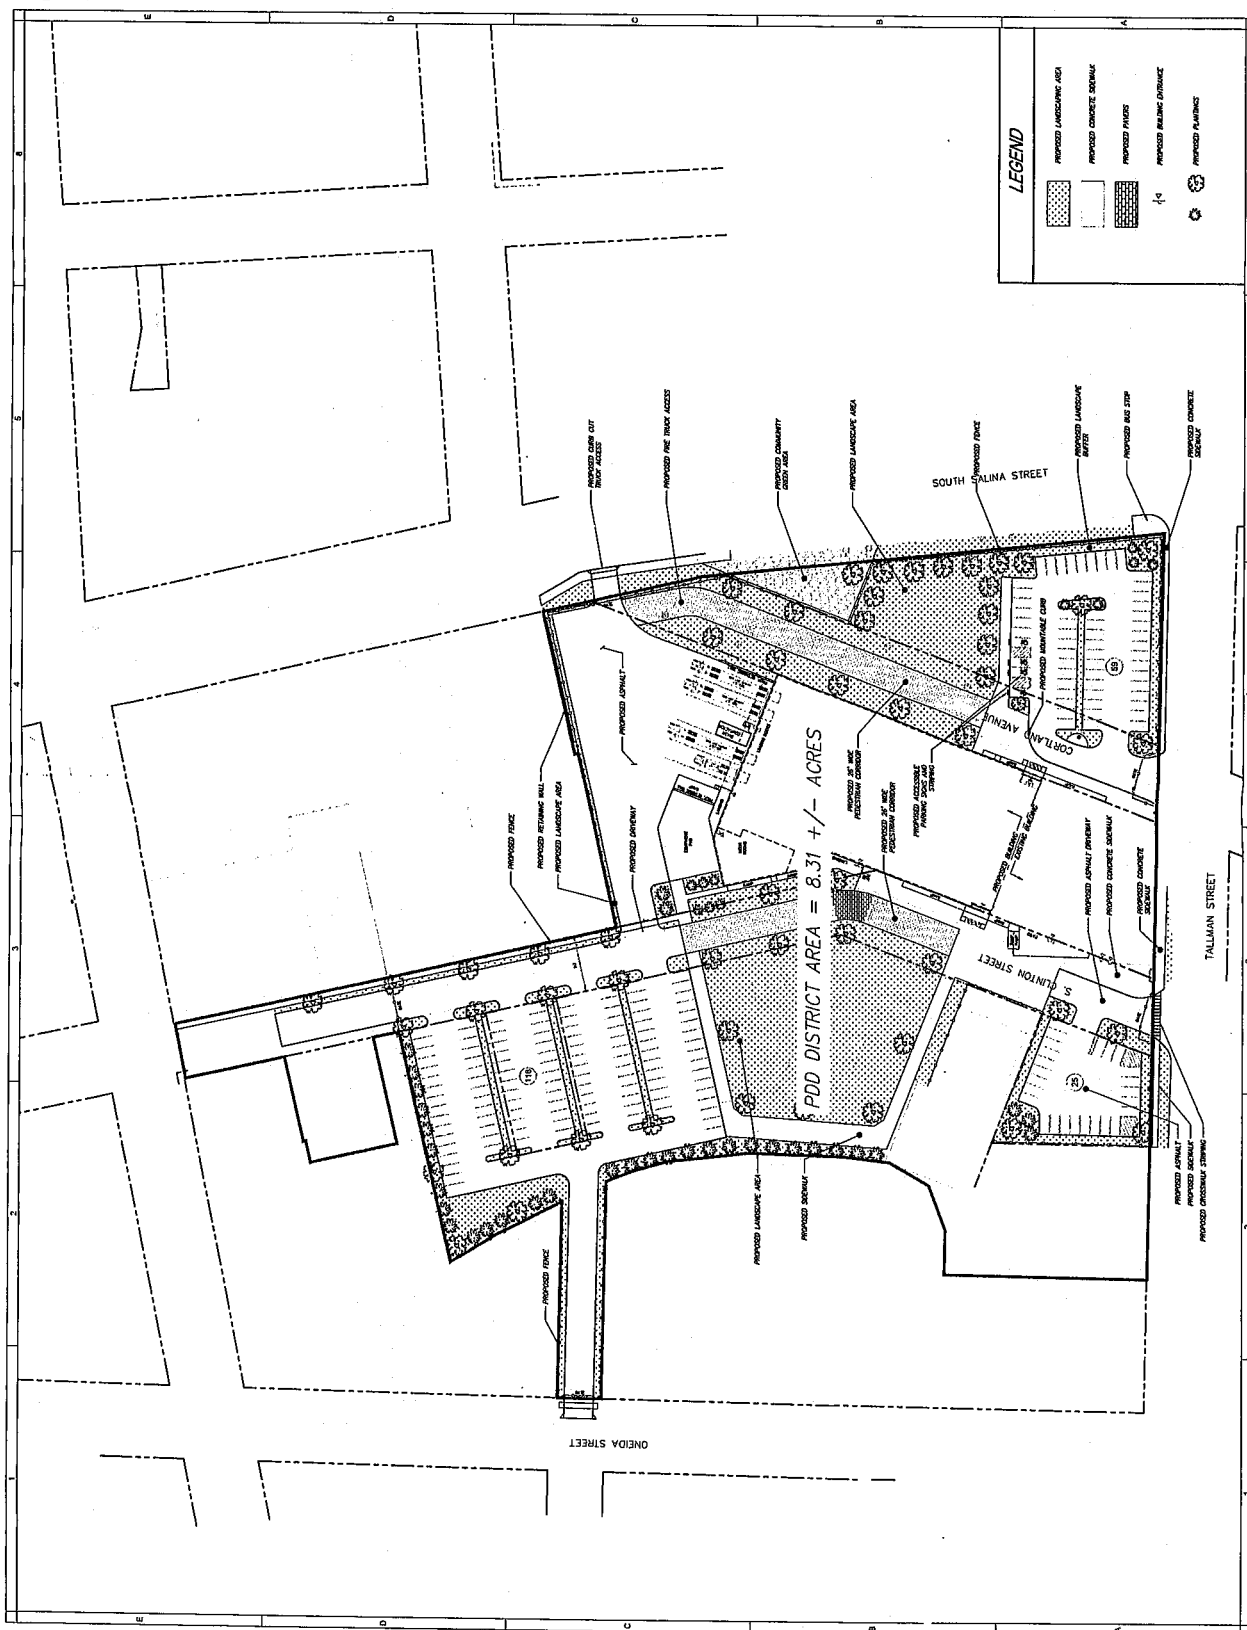 LEGEND
PROPOSED LANDSCAPING AREA
PROPOSED CONCRETE SIDEWALK
PROPOSED PAVERS
PROPOSED BUILDING ENTRANCE
PROPOSED PLANTINGS
PROPOSED CURB CUT
TRUCK ACCESS
PROPOSED FIRE TRUCK ACCESS
PROPOSED COMMUNITY
GREEN AREA
PROPOSED LANDSCAPE AREA
PROPOSED FENCE
SOUTH SALINA STREET
PROPOSED LANDSCAPE
BUFFER
PROPOSED BUS STOP
PROPOSED CONCRETE
SIDEWALK
PROPOSED FENCE
PROPOSED RETAINING WALL
PROPOSED LANDSCAPE AREA
PROPOSED DRIVEWAY
PROPOSED ASPHALT
PROPOSED 26' WIDE
PEDESTRIAN CORRIDOR
PROPOSED 26' WIDE
PEDESTRIAN CORRIDOR
PROPOSED ACCESSIBLE
PARKING SIGNS AND
STRIPING
PROPOSED MOUNTABLE CURB
CORTLAND AVENUE
59
PDD DISTRICT AREA = 8.31 +/- ACRES
PROPOSED BUILDING
EXISTING BUILDING
PROPOSED ASPHALT DRIVEWAY
PROPOSED CONCRETE SIDEWALK
PROPOSED CONCRETE
SIDEWALK
TALLMAN STREET
S. CLINTON STREET
25
PROPOSED LANDSCAPE AREA
PROPOSED SIDEWALK
PROPOSED ASPHALT
PROPOSED SIDEWALK
PROPOSED CROSSWALK STRIPING
PROPOSED FENCE
ONEIDA STREET